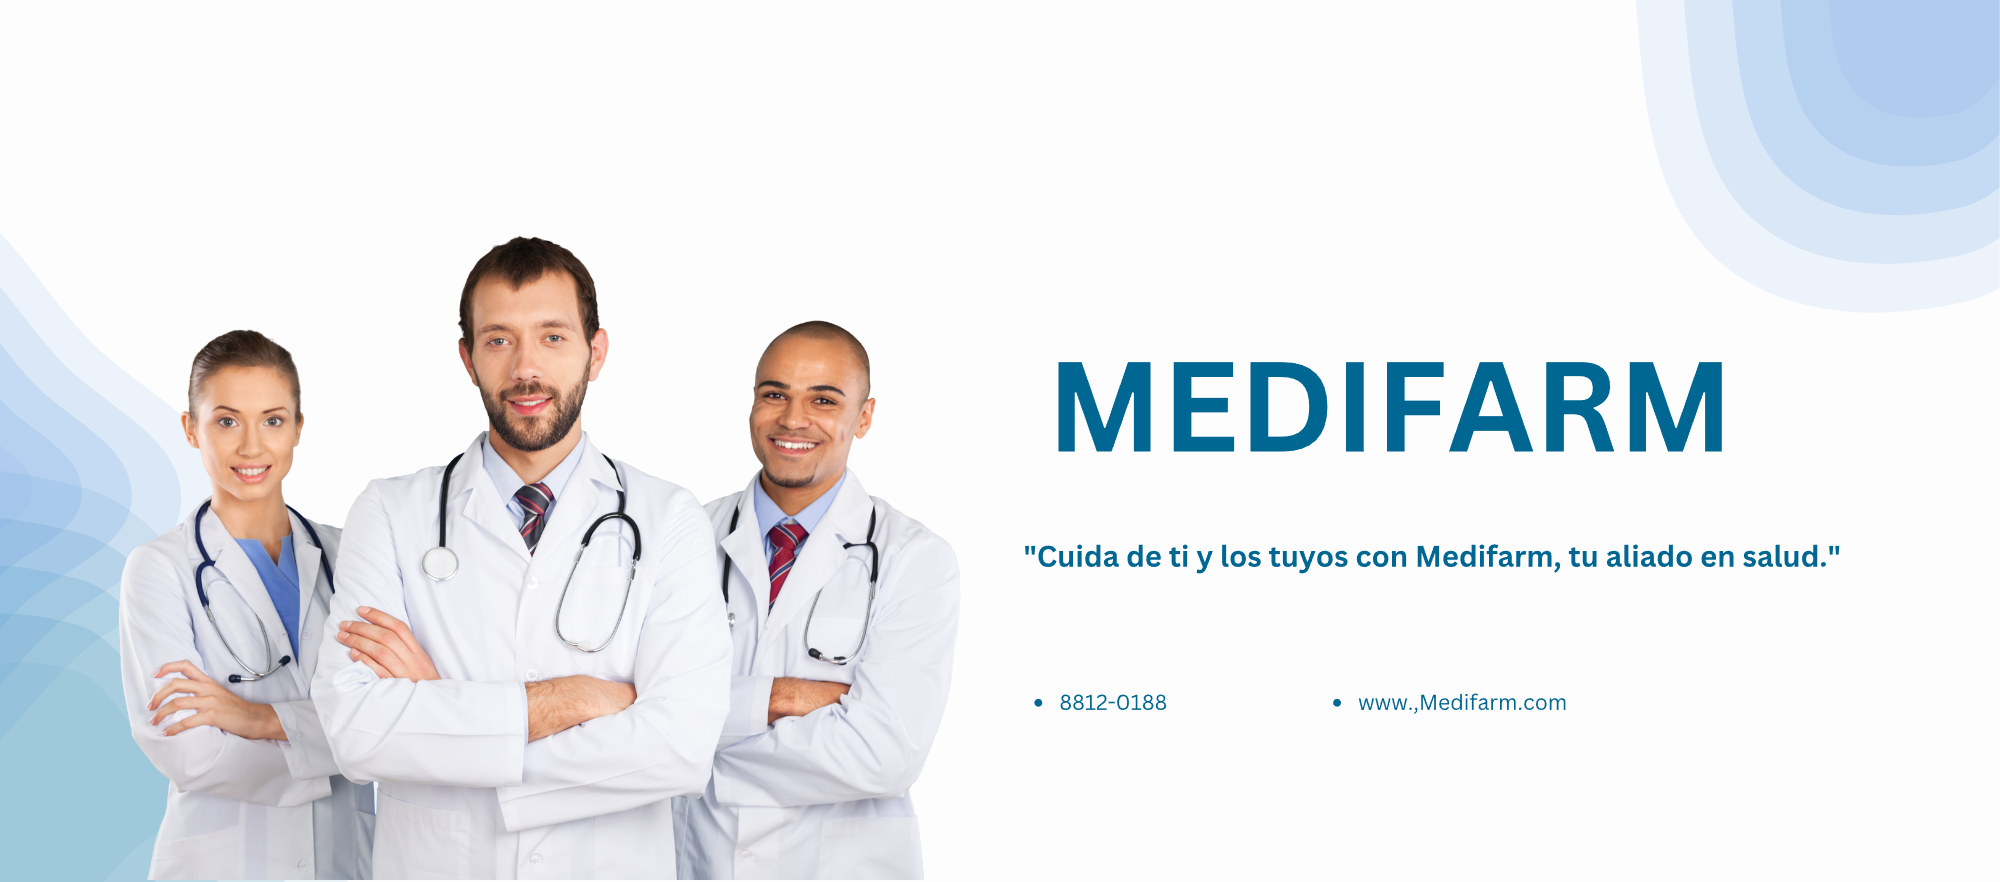 MEDIFARM
"Cuida de ti y los tuyos con Medifarm, tu aliado en salud."
• 8812-0188
• www.,Medifarm.com